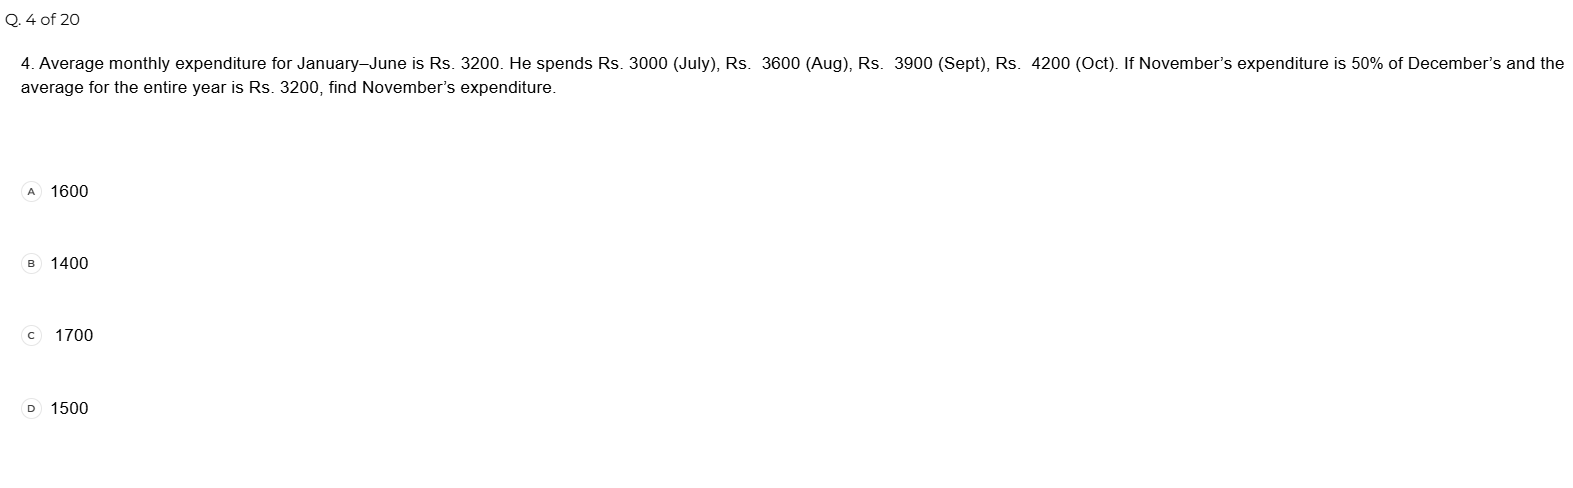 Q. 4 of 20
4. Average monthly expenditure for January–June is Rs. 3200. He spends Rs. 3000 (July), Rs.  3600 (Aug), Rs.  3900 (Sept), Rs.  4200 (Oct). If November’s expenditure is 50% of December’s and the
average for the entire year is Rs. 3200, find November’s expenditure.
A 1600
B 1400
C 1700
D 1500